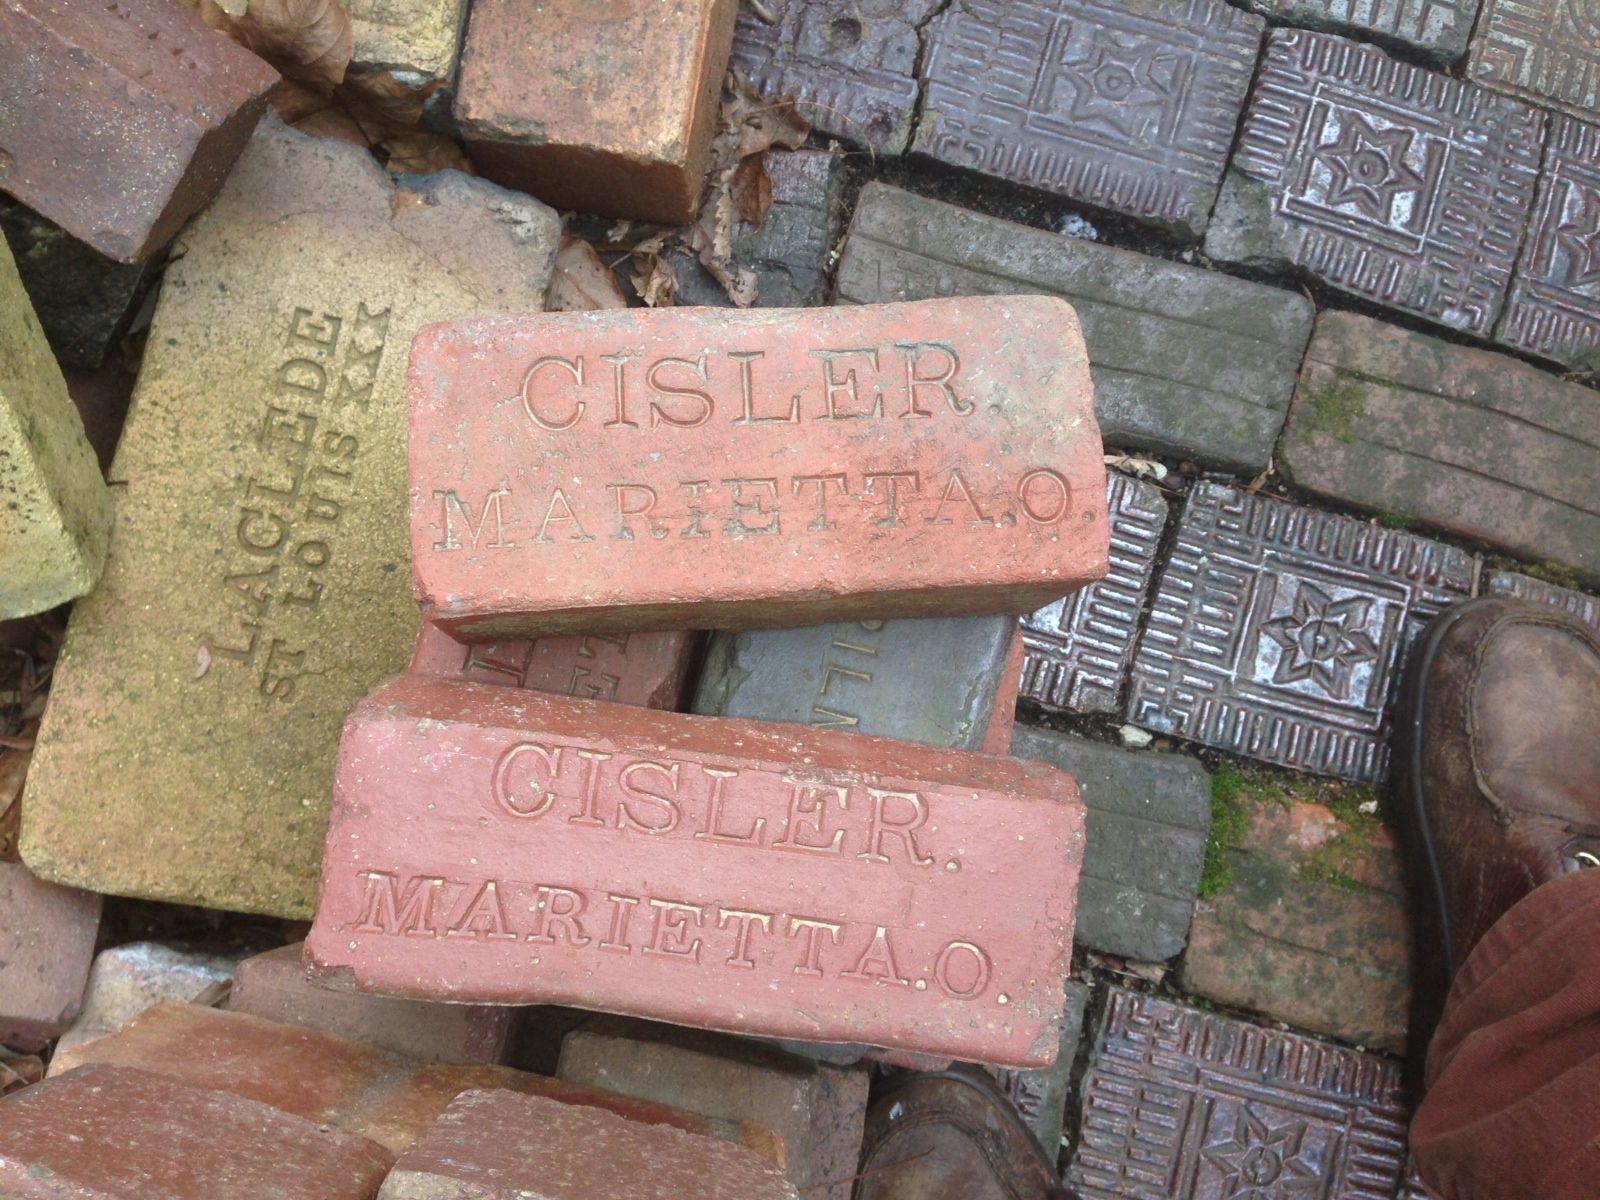 LACLEDE
ST LOUIS XXX
CISLER.
MARIETTA.O.
CISLER.
MARIETTA.O.